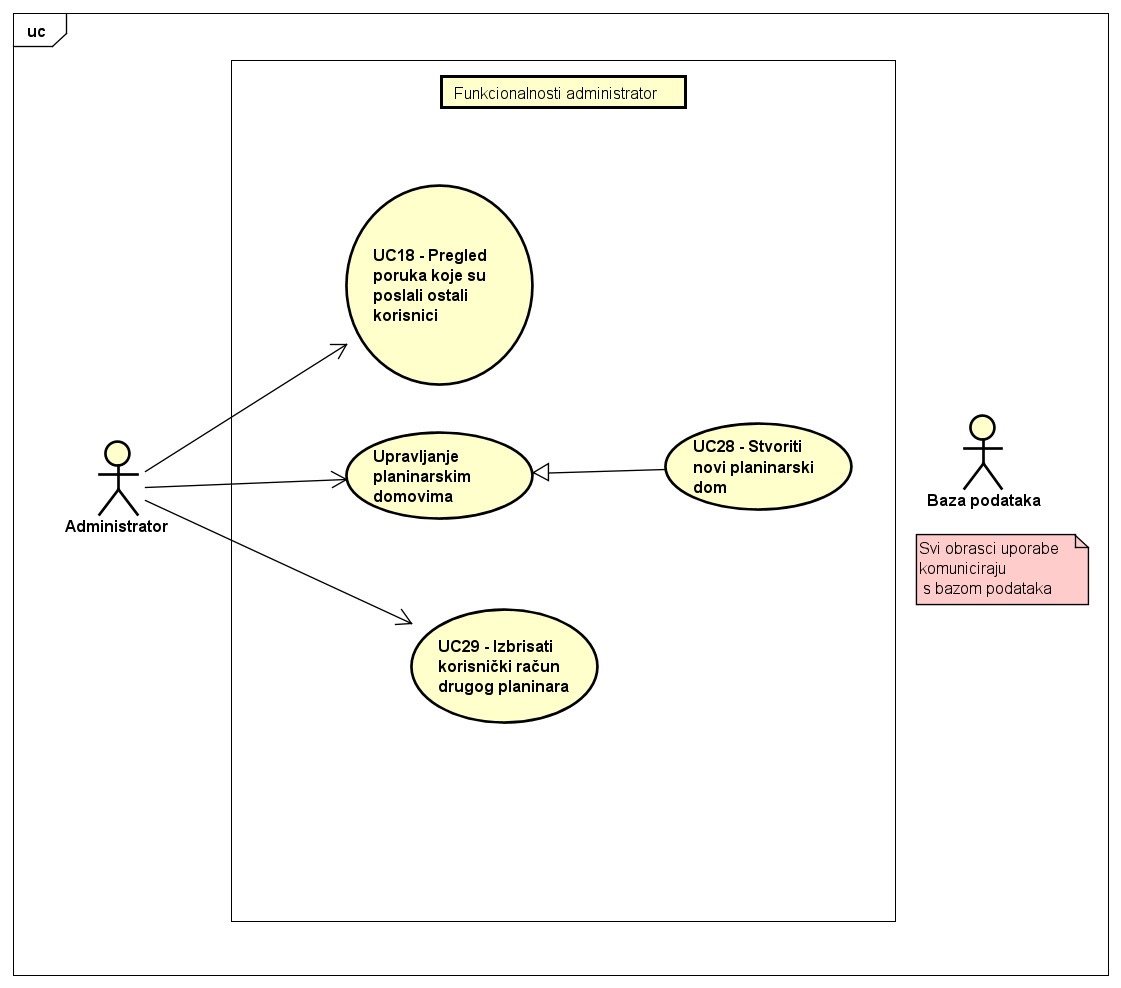 uc
Funkcionalnosti administrator
UC18 - Pregled
poruka koje su
poslali ostali
korisnici
Upravljanje
planinarskim
domovima
UC28 - Stvoriti
novi planinarski
dom
Administrator
Baza podataka
Svi obrasci uporabe
komuniciraju
s bazom podataka
UC29 - Izbrisati
korisnički račun
drugog planinara